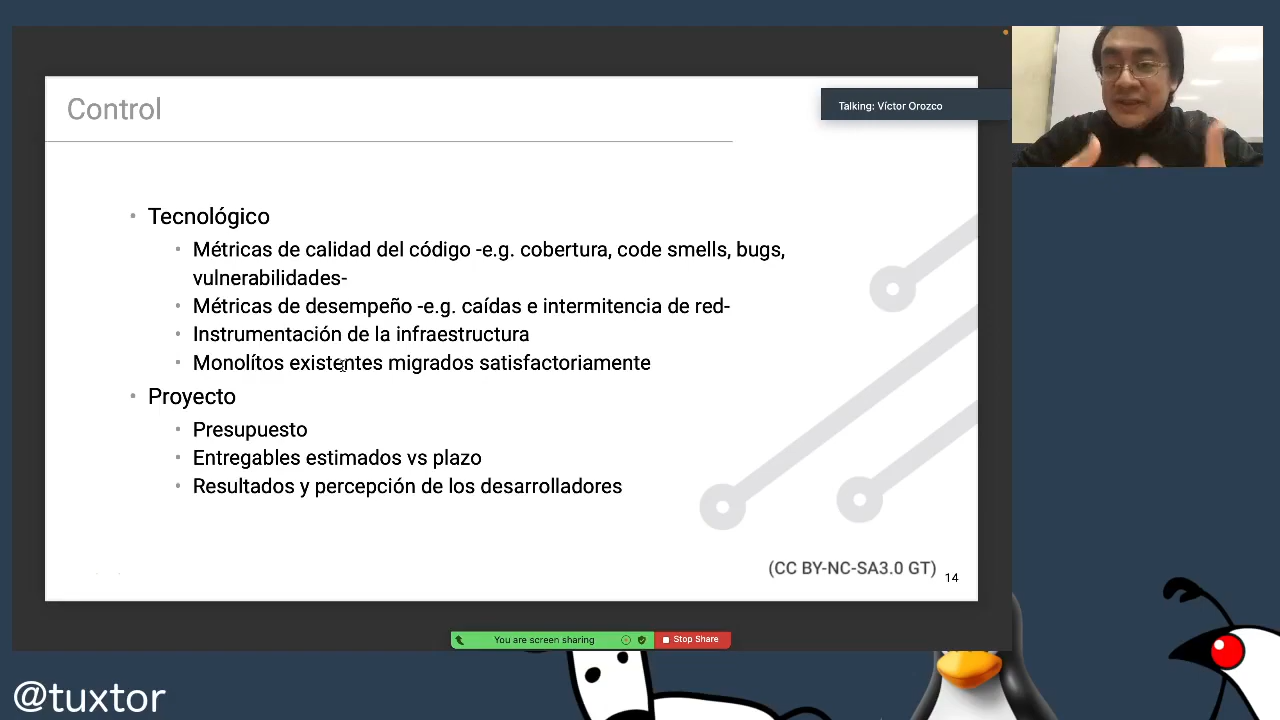 Control
Talking: Víctor Orozco
Tecnológico
Métricas de calidad del código -e.g. cobertura, code smells, bugs,
vulnerabilidades-
Métricas de desempeño -e.g. caídas e intermitencia de red-
Instrumentación de la infraestructura
Monolítos existentes migrados satisfactoriamente
Proyecto
Presupuesto
Entregables estimados vs plazo
Resultados y percepción de los desarrolladores
(CC BY-NC-SA3.0 GT)
14
You are screen sharing
Stop Share
@tuxtor